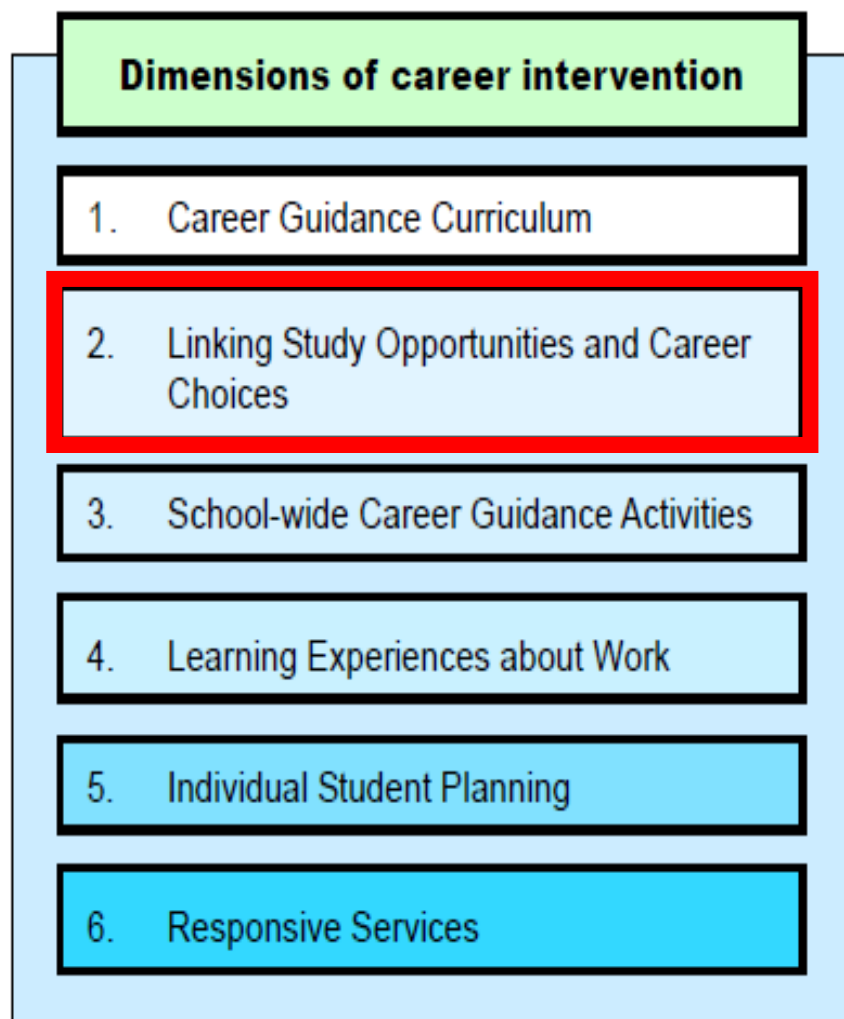 Dimensions of career intervention
1. Career Guidance Curriculum
2. Linking Study Opportunities and Career
Choices
3. School-wide Career Guidance Activities
4. Learning Experiences about Work
5. Individual Student Planning
6. Responsive Services